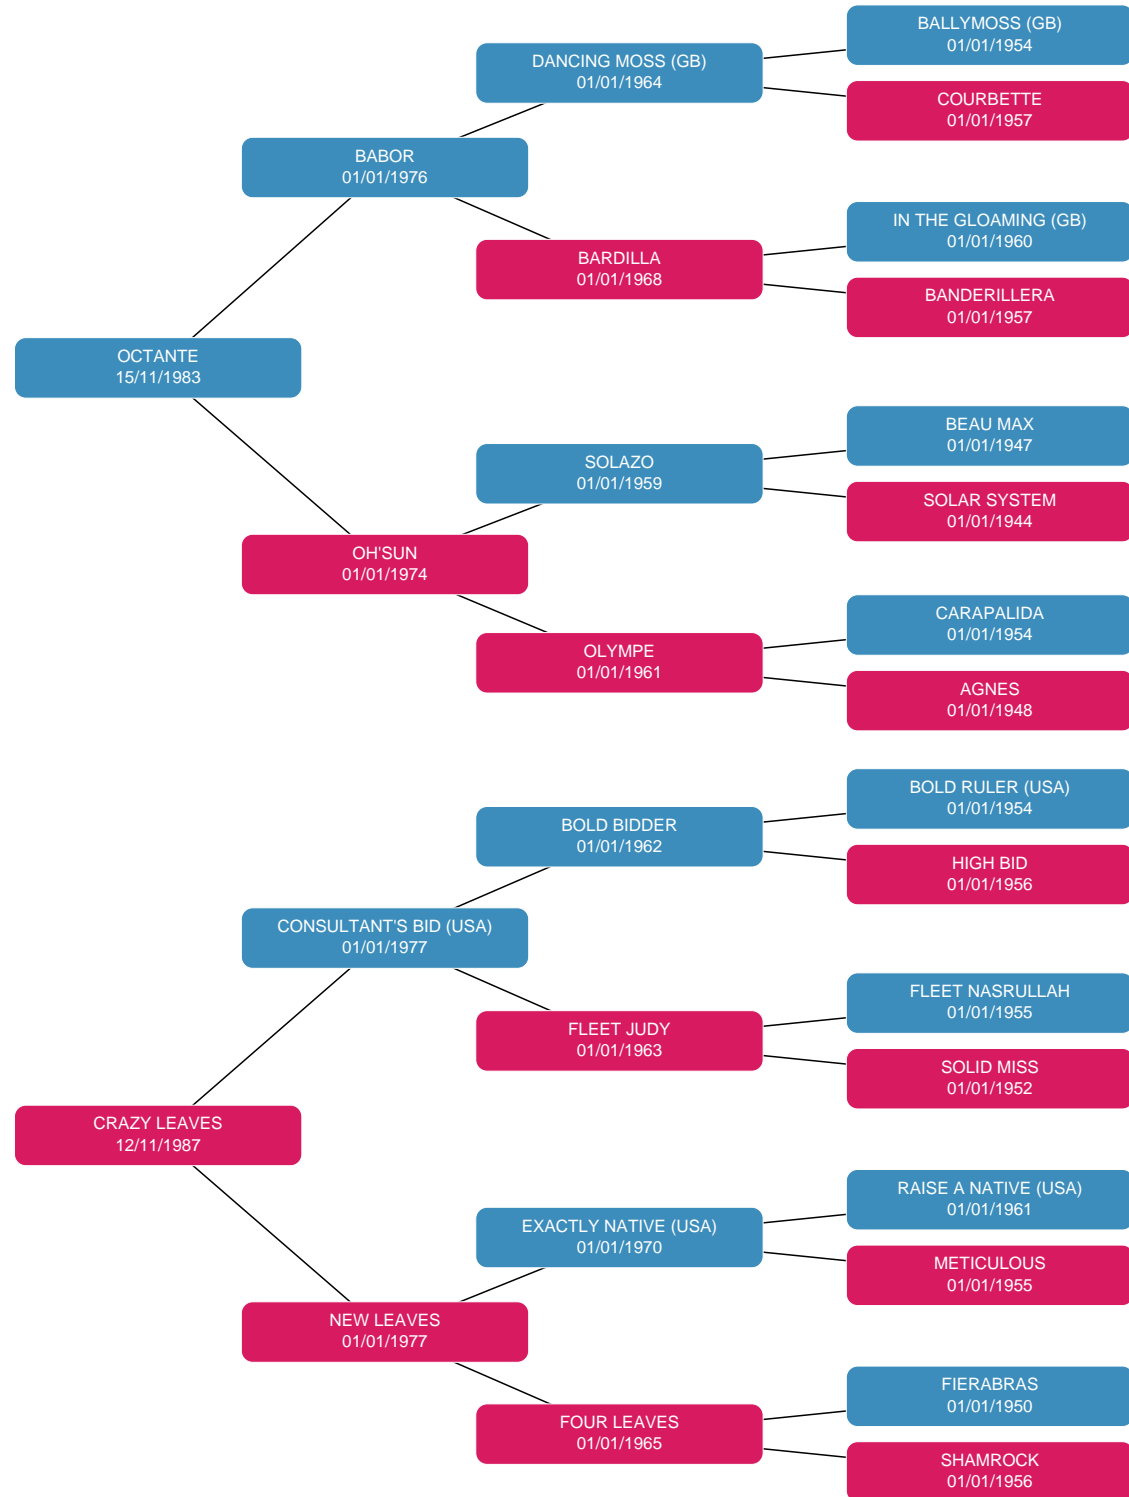 BALLYMOSS (GB)
01/01/1954
DANCING MOSS (GB)
01/01/1964
COURBETTE
01/01/1957
BABOR
01/01/1976
IN THE GLOAMING (GB)
01/01/1960
BARDILLA
01/01/1968
BANDERILLERA
01/01/1957
OCTANTE
15/11/1983
BEAU MAX
01/01/1947
SOLAZO
01/01/1959
SOLAR SYSTEM
01/01/1944
OH'SUN
01/01/1974
CARAPALIDA
01/01/1954
OLYMPE
01/01/1961
AGNES
01/01/1948
BOLD RULER (USA)
01/01/1954
BOLD BIDDER
01/01/1962
HIGH BID
01/01/1956
CONSULTANT'S BID (USA)
01/01/1977
FLEET NASRULLAH
01/01/1955
FLEET JUDY
01/01/1963
SOLID MISS
01/01/1952
CRAZY LEAVES
12/11/1987
RAISE A NATIVE (USA)
01/01/1961
EXACTLY NATIVE (USA)
01/01/1970
METICULOUS
01/01/1955
NEW LEAVES
01/01/1977
FIERABRAS
01/01/1950
FOUR LEAVES
01/01/1965
SHAMROCK
01/01/1956